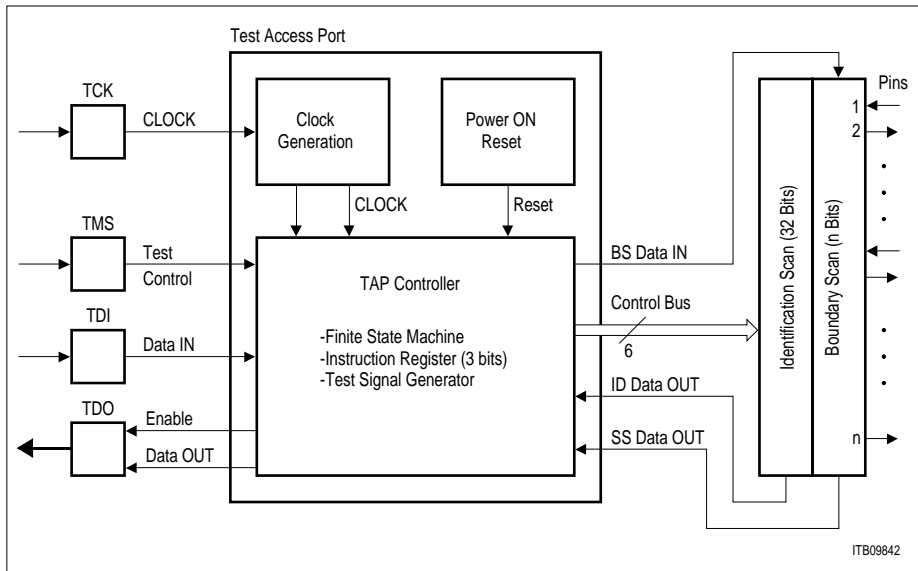 Test Access Port
TCK
CLOCK
Clock
Generation
Power ON
Reset
Pins
1
2
CLOCK
Reset
TMS
Test
Control
TAP Controller
-Finite State Machine
-Instruction Register (3 bits)
-Test Signal Generator
BS Data IN
Control Bus
6
TDI
Data IN
ID Data OUT
TDO
Enable
Data OUT
SS Data OUT
Identification Scan (32 Bits)
Boundary Scan (n Bits)
n
ITB09842